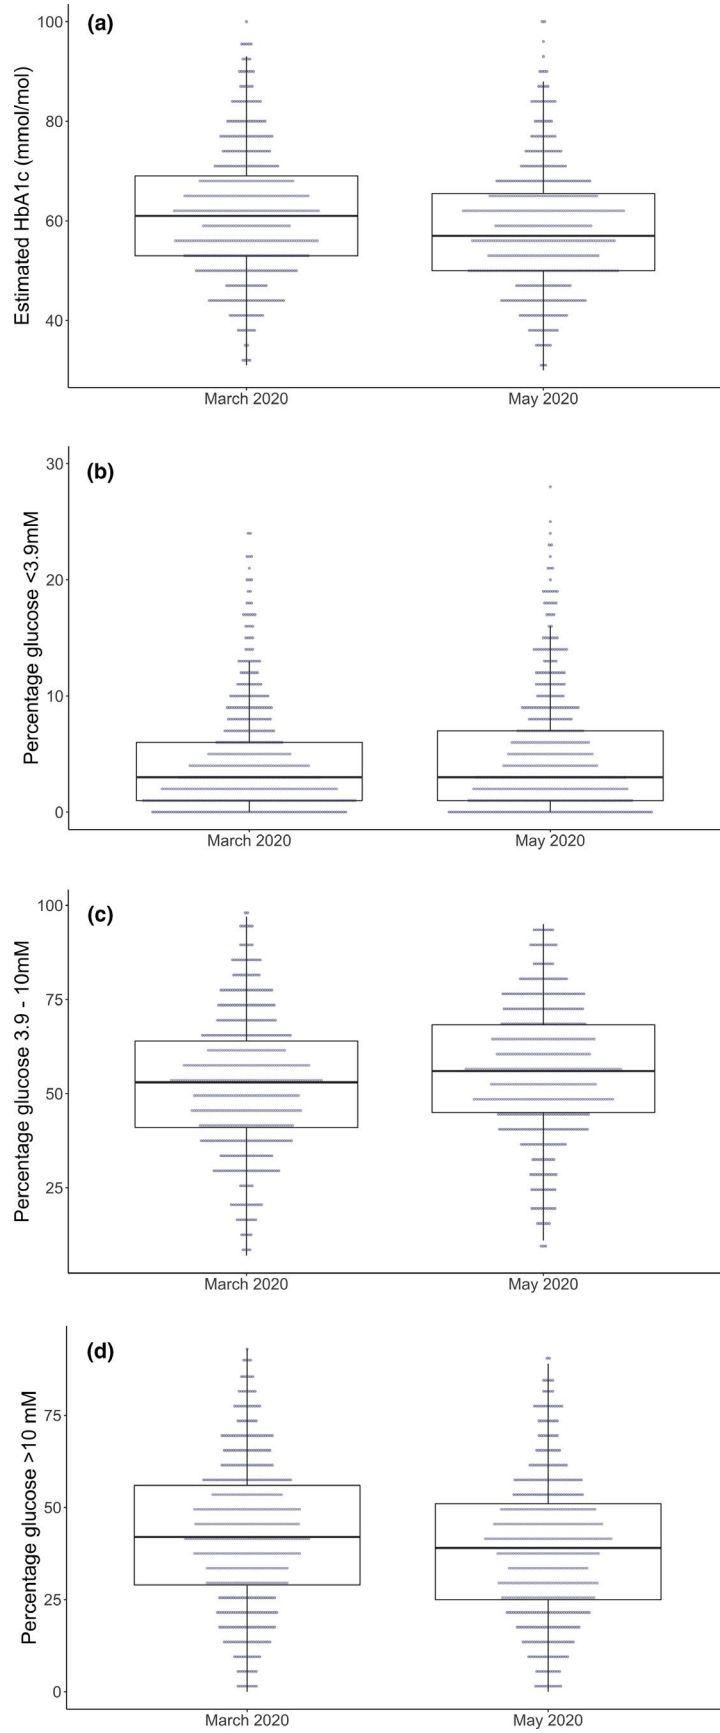 (a)
Estimated HbA1c (mmol/mol)
100
80
60
40
March 2020
May 2020
(b)
Percentage glucose <3.9mM
30
20
10
0
March 2020
May 2020
(c)
Percentage glucose 3.9 - 10mM
100
75
50
25
March 2020
May 2020
(d)
Percentage glucose >10 mM
75
50
25
0
March 2020
May 2020